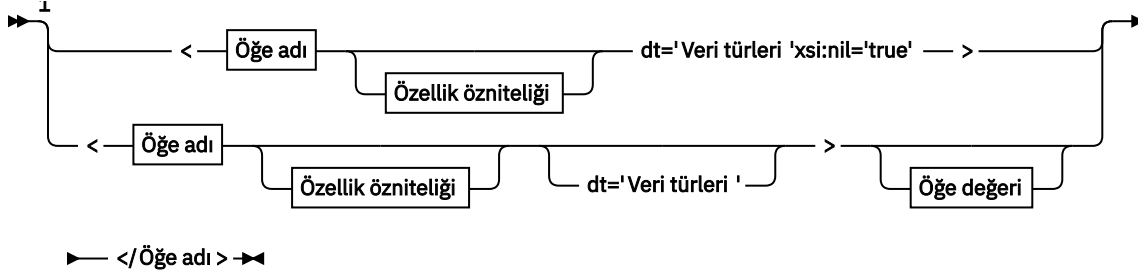 1
< Öğe adı dt='Veri türleri 'xsi:nil='true' >
Özellik özniteliği
< Öğe adı >
Özellik özniteliği dt='Veri türleri ' Öğe değeri
</Öğe adı >